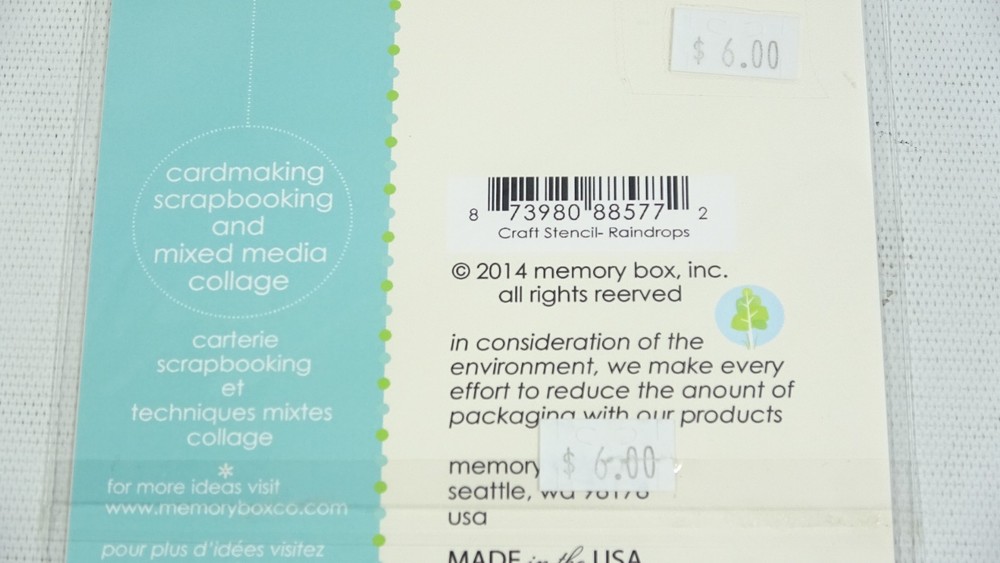 cardmaking
scrapbooking
and
mixed media
collage
carterie
scrapbooking
et
techniques mixtes
collage
*
for more ideas visit
www.memoryboxco.com
pour plus d'idées visitez
$ 6.00
8 73980 88577 2
Craft Stencil- Raindrops
© 2014 memory box, inc.
all rights reerved
in consideration of the
environment, we make every
effort to reduce the anount of
packaging with our products
$ 6.00
memory
seattle, wa
usa
MADE in the USA